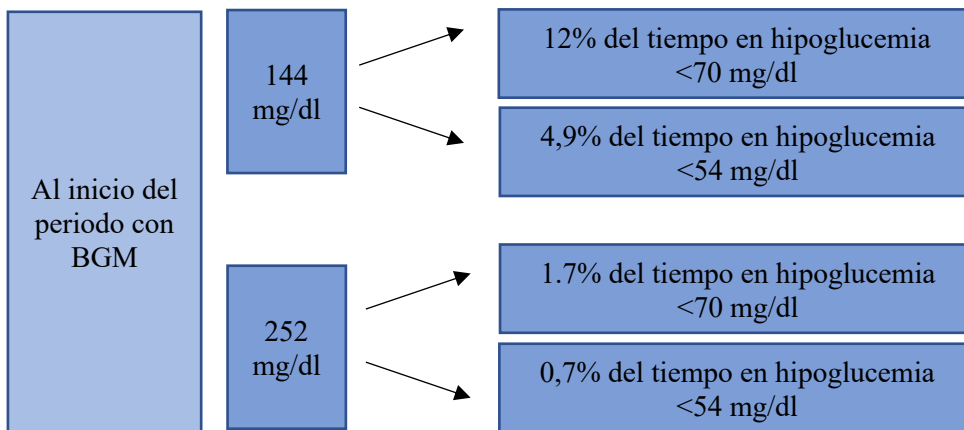 Al inicio del
periodo con
BGM
144
mg/dl
12% del tiempo en hipoglucemia
<70 mg/dl
4,9% del tiempo en hipoglucemia
<54 mg/dl
252
mg/dl
1.7% del tiempo en hipoglucemia
<70 mg/dl
0,7% del tiempo en hipoglucemia
<54 mg/dl